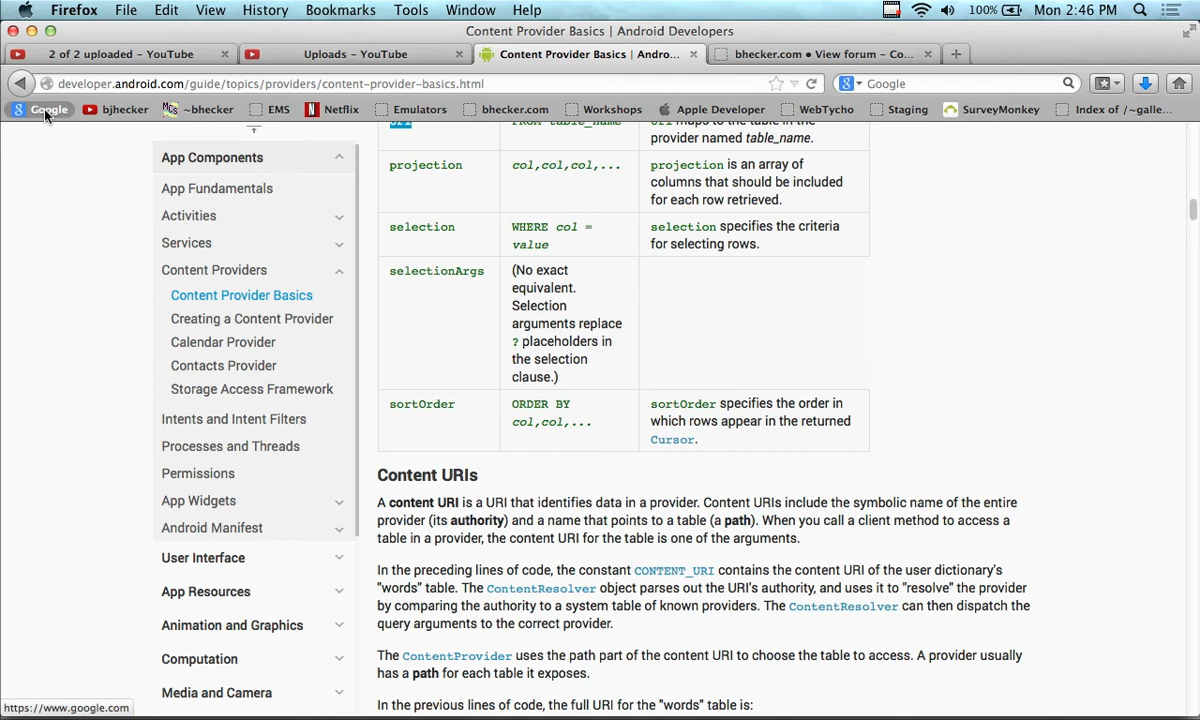 Firefox File Edit View History Bookmarks Tools Window Help 100% Mon 2:46 PM
Content Provider Basics | Android Developers
2 of 2 uploaded - YouTube Uploads - YouTube Content Provider Basics | Andro... bhecker.com • View forum - Co...
developer.android.com/guide/topics/providers/content-provider-basics.html Google
Google bjhecker ~bhecker EMS Netflix Emulators bhecker.com Workshops Apple Developer WebTycho Staging SurveyMonkey Index of /~galle...
FROM table_name
provider named table_name.
App Components
App Fundamentals
Activities
Services
Content Providers
Content Provider Basics
Creating a Content Provider
Calendar Provider
Contacts Provider
Storage Access Framework
Intents and Intent Filters
Processes and Threads
Permissions
App Widgets
Android Manifest
User Interface
App Resources
Animation and Graphics
Computation
Media and Camera
projection
col,col,col,...
projection is an array of
columns that should be included
for each row retrieved.
selection
WHERE col =
value
selection specifies the criteria
for selecting rows.
selectionArgs
(No exact
equivalent.
Selection
arguments replace
? placeholders in
the selection
clause.)
sortOrder
ORDER BY
col,col,...
sortOrder specifies the order in
which rows appear in the returned
Cursor.
Content URIs
A content URI is a URI that identifies data in a provider. Content URIs include the symbolic name of the entire
provider (its authority) and a name that points to a table (a path). When you call a client method to access a
table in a provider, the content URI for the table is one of the arguments.
In the preceding lines of code, the constant CONTENT_URI contains the content URI of the user dictionary's
"words" table. The ContentResolver object parses out the URI's authority, and uses it to "resolve" the provider
by comparing the authority to a system table of known providers. The ContentResolver can then dispatch the
query arguments to the correct provider.
The ContentProvider uses the path part of the content URI to choose the table to access. A provider usually
has a path for each table it exposes.
In the previous lines of code, the full URI for the "words" table is:
https://www.google.com